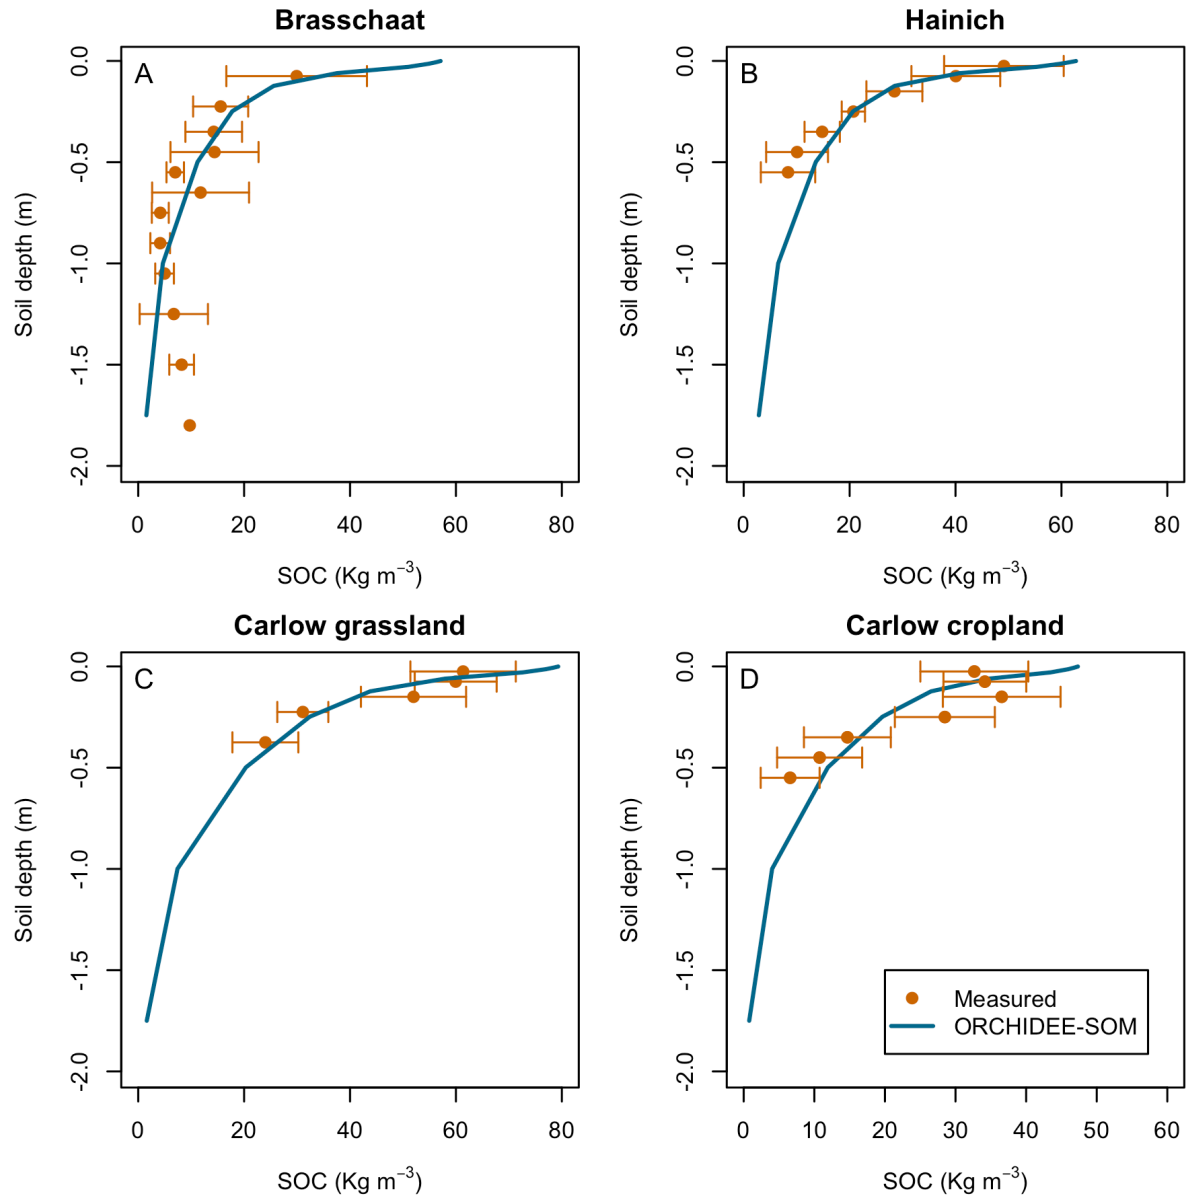 Brasschaat
A
0.0
-0.5
-1.0
-1.5
-2.0
Soil depth (m)
0 20 40 60 80
SOC (Kg m⁻³)
Hainich
B
0.0
-0.5
-1.0
-1.5
-2.0
Soil depth (m)
0 20 40 60 80
SOC (Kg m⁻³)
Carlow grassland
C
0.0
-0.5
-1.0
-1.5
-2.0
Soil depth (m)
0 20 40 60 80
SOC (Kg m⁻³)
Carlow cropland
D
0.0
-0.5
-1.0
-1.5
-2.0
Soil depth (m)
Measured
ORCHIDEE-SOM
0 10 20 30 40 50 60
SOC (Kg m⁻³)